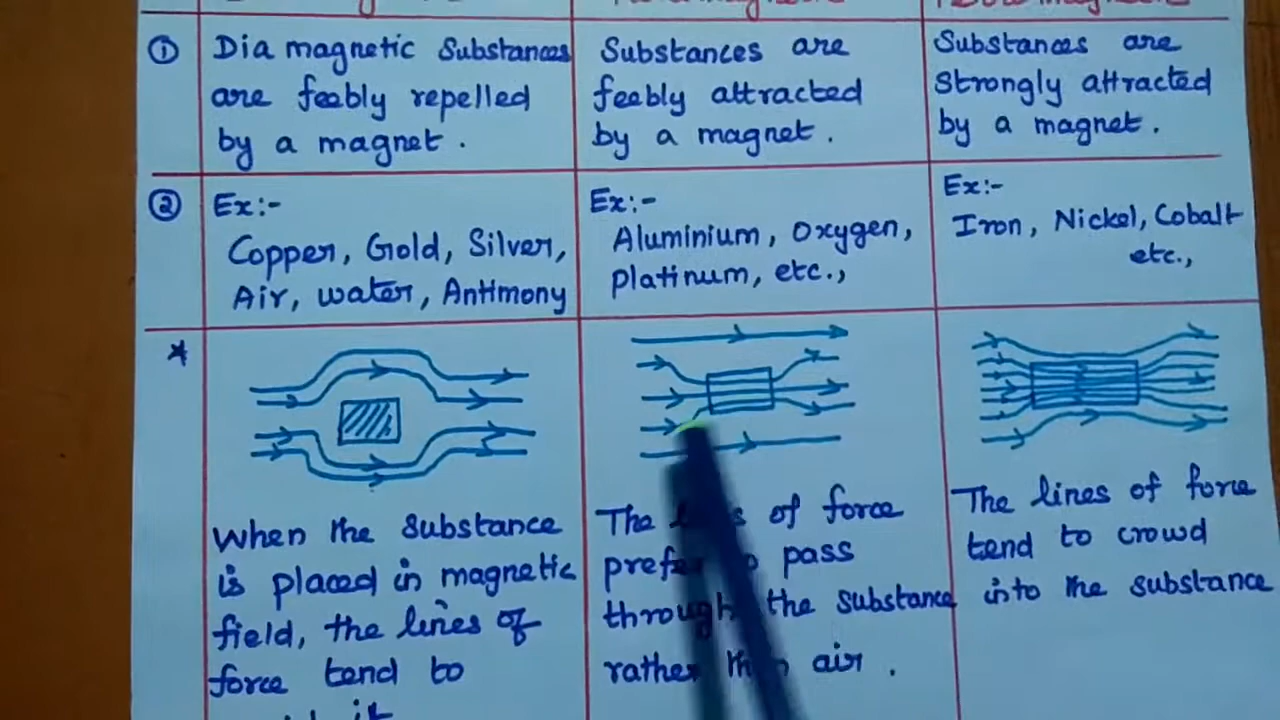 ①
Dia magnetic Substances
are feebly repelled
by a magnet.
Substances are
feebly attracted
by a magnet.
Substances are
Strongly attracted
by a magnet.
②
Ex:-
Copper, Gold, Silver,
Air, water, Antimony
Ex:-
Aluminium, Oxygen,
Platinum, etc.,
Ex:-
Iron, Nickel, Cobalt
etc.,
*
When the substance
is placed in magnetic
field, the lines of
force tend to
it
The of force
pass
through the substance
rather air.
The lines of force
tend to crowd
into the substance